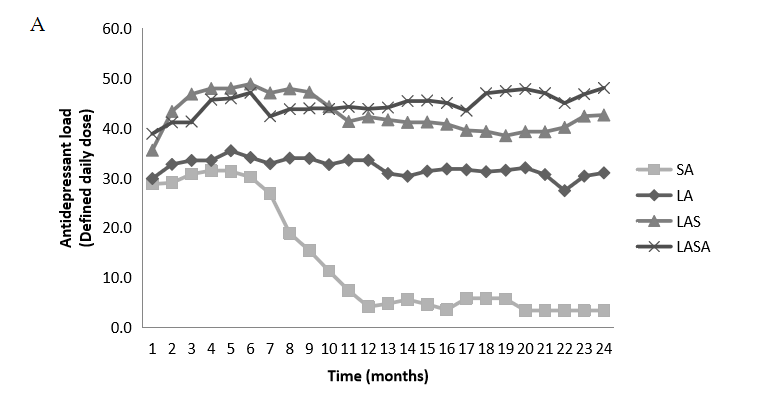 A
60.0
50.0
40.0
30.0
20.0
10.0
0.0
Antidepressant load
(Defined daily dose)
1 2 3 4 5 6 7 8 9 10 11 12 13 14 15 16 17 18 19 20 21 22 23 24
Time (months)
SA
LA
LAS
LASA